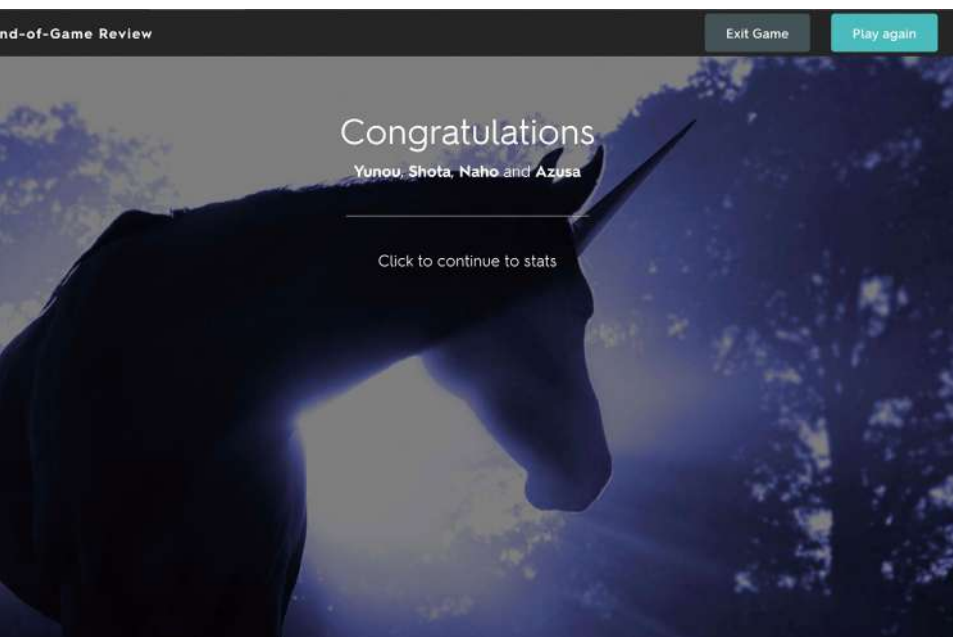 nd-of-Game Review
Exit Game
Play again
Congratulations
Yunou, Shota, Naho and Azusa
Click to continue to stats